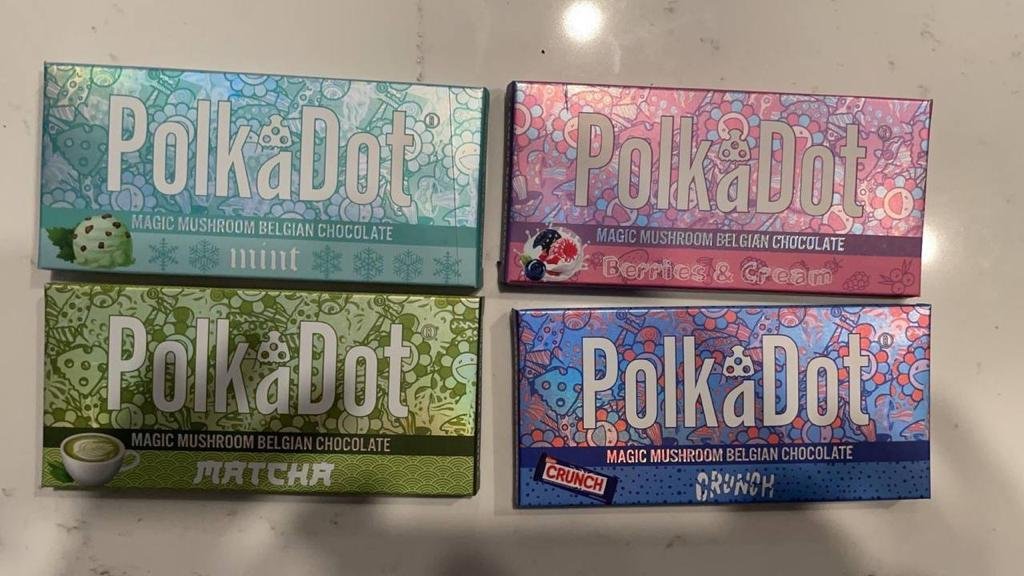 PolkaDot
MAGIC MUSHROOM BELGIAN CHOCOLATE
mint
PolkaDot
MAGIC MUSHROOM BELGIAN CHOCOLATE
Berries & Cream
PolkaDot
MAGIC MUSHROOM BELGIAN CHOCOLATE
MATCHA
PolkaDot
MAGIC MUSHROOM BELGIAN CHOCOLATE
CRUNCH
CRUNCH